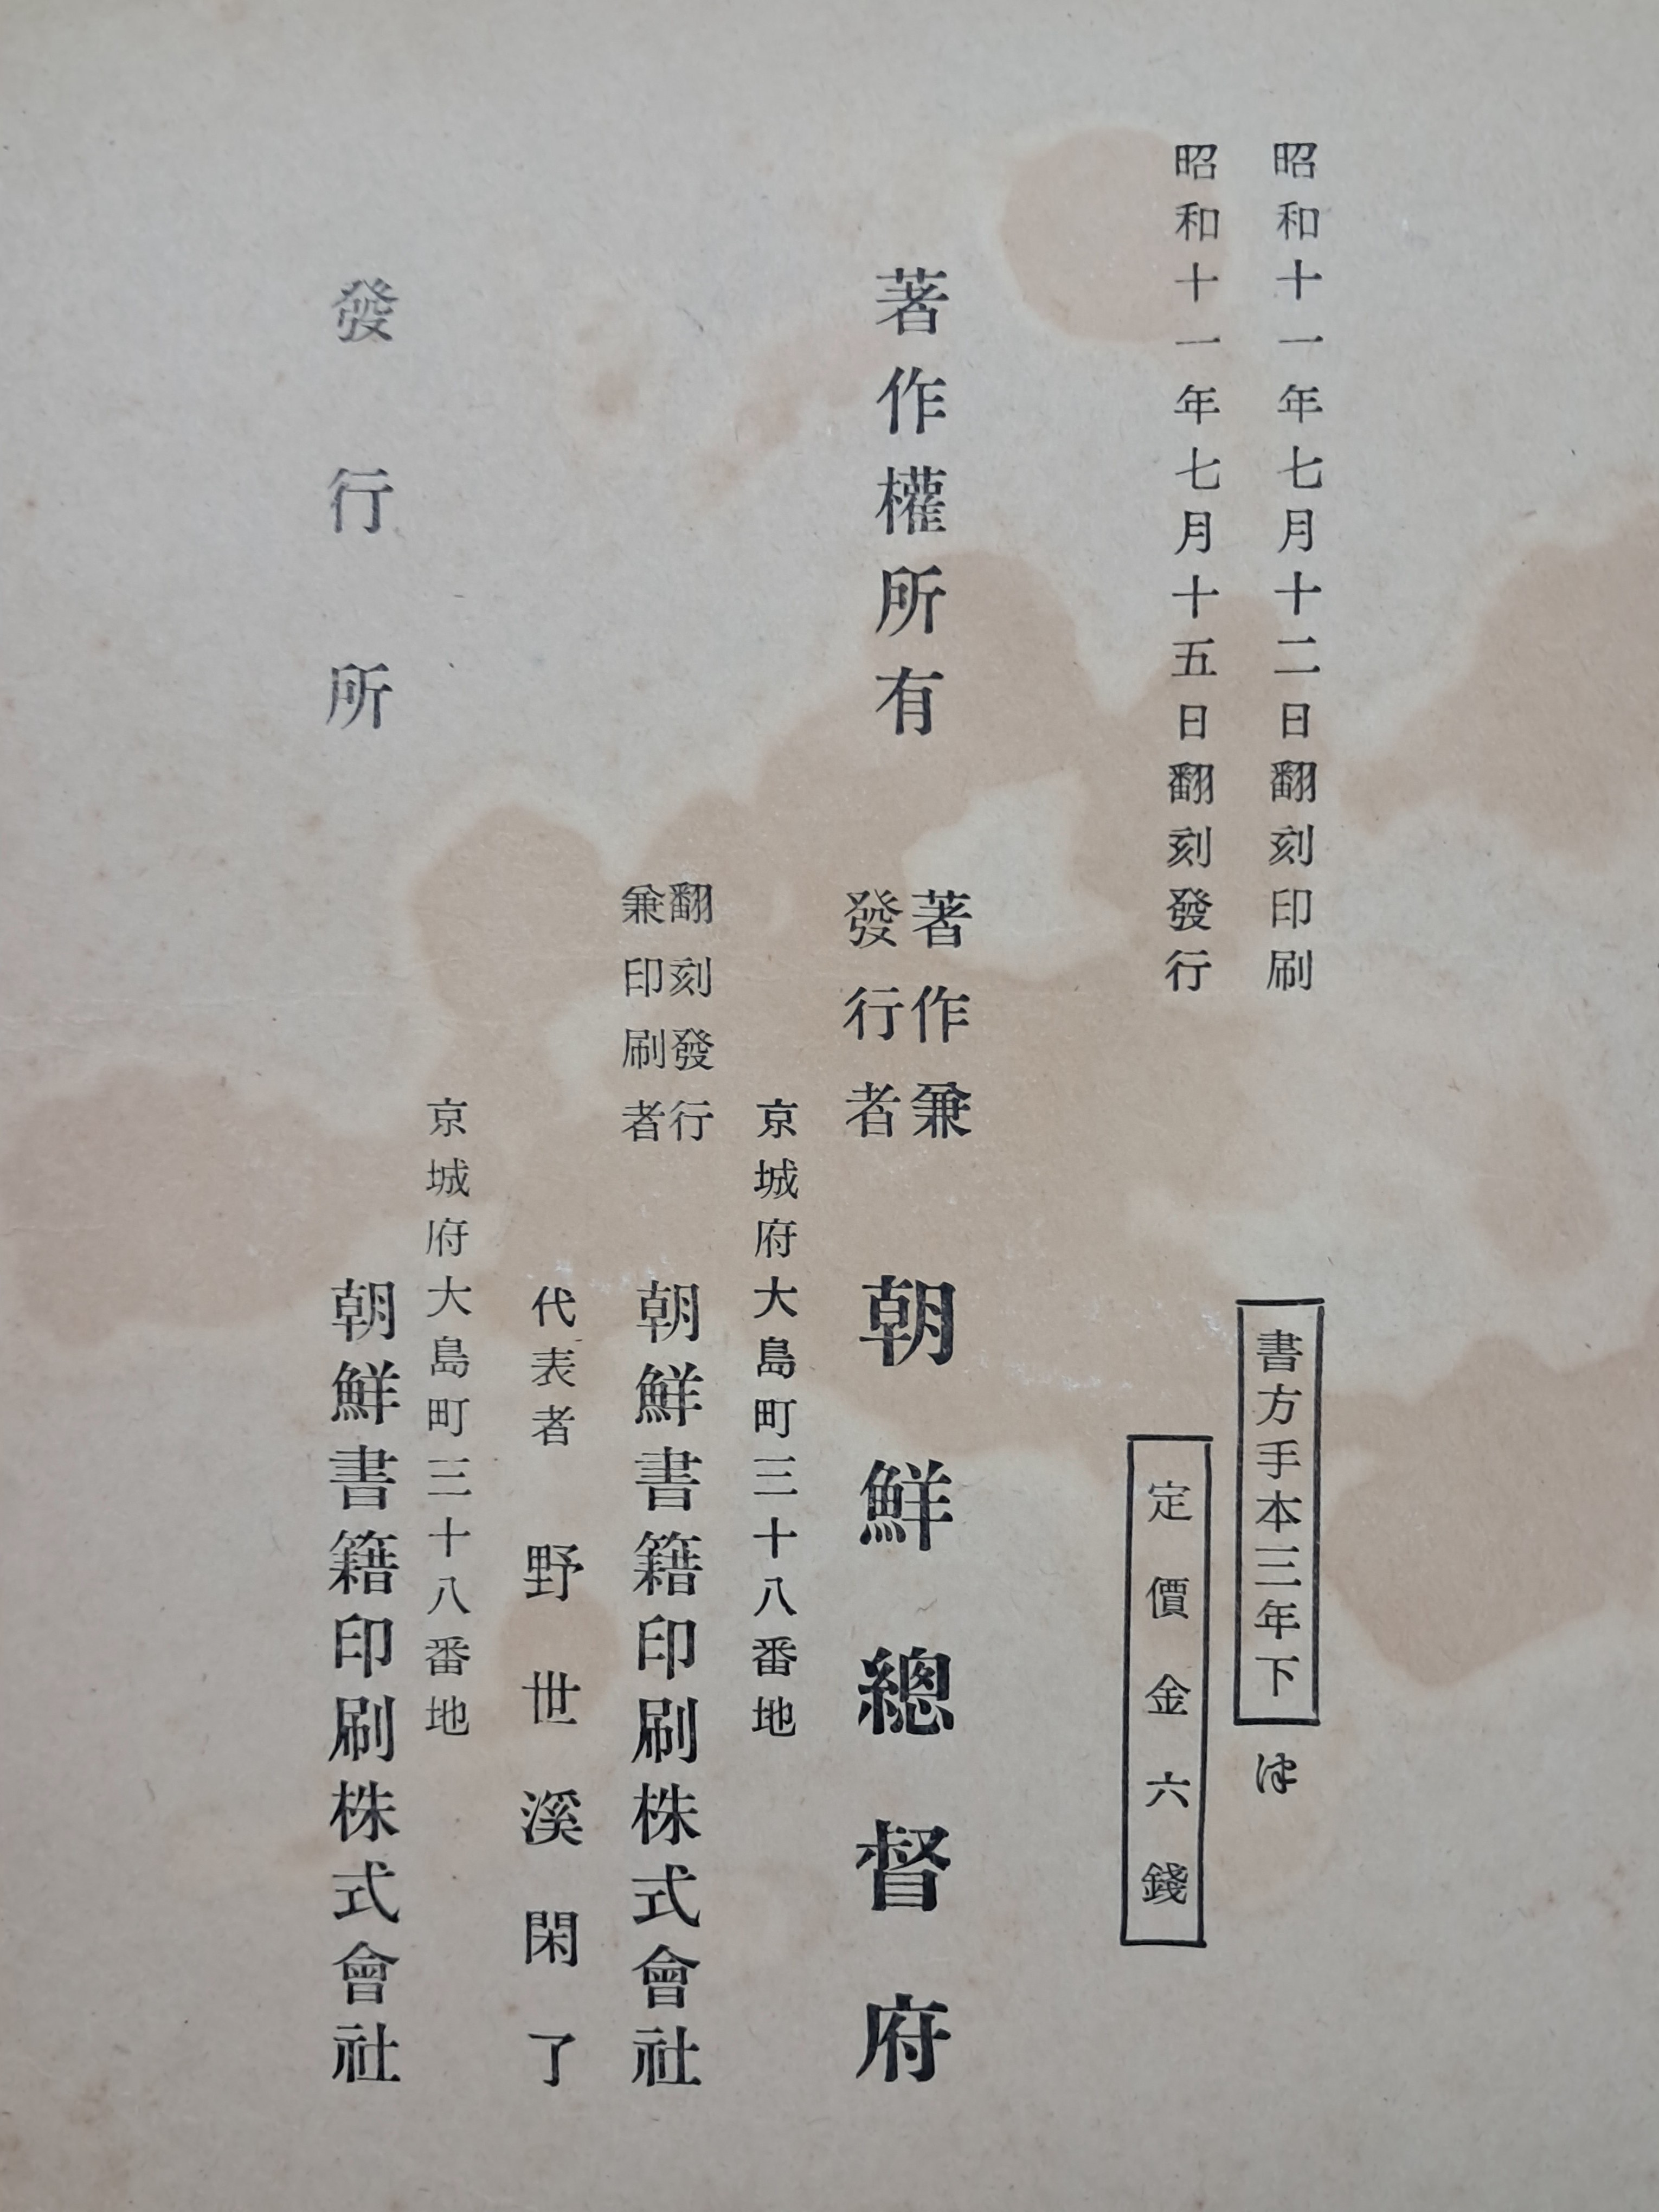 昭和十一年七月十二日翻刻印刷
昭和十一年七月十五日翻刻發行
書方手本三年下
定價金六錢
著作權所有
著作兼
發行者
朝鮮總督府
京城府大島町三十八番地
翻刻發行
兼印刷者
朝鮮書籍印刷株式會社
代表者 野世溪閑了
京城府大島町三十八番地
發行所
朝鮮書籍印刷株式會社